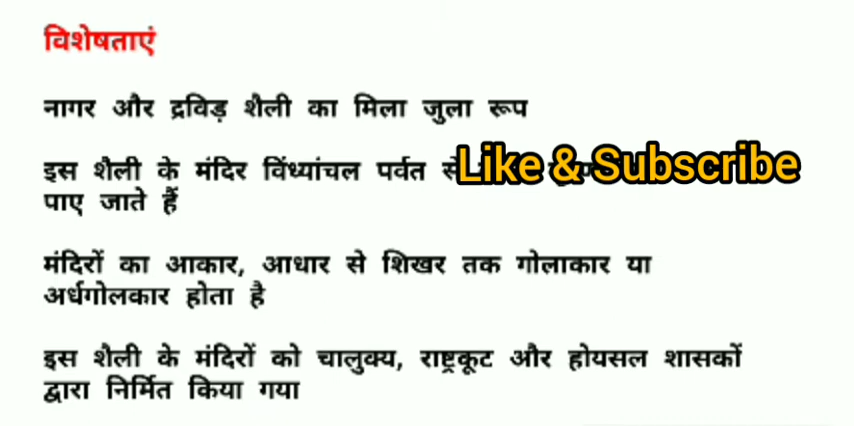 विशेषताएं
नागर और द्रविड़ शैली का मिला जुला रूप
इस शैली के मंदिर विंध्यांचल पर्वत से Like & Subscribe
पाए जाते हैं
मंदिरों का आकार, आधार से शिखर तक गोलाकार या
अर्धगोलकार होता है
इस शैली के मंदिरों को चालुक्य, राष्ट्रकूट और होयसल शासकों
द्वारा निर्मित किया गया